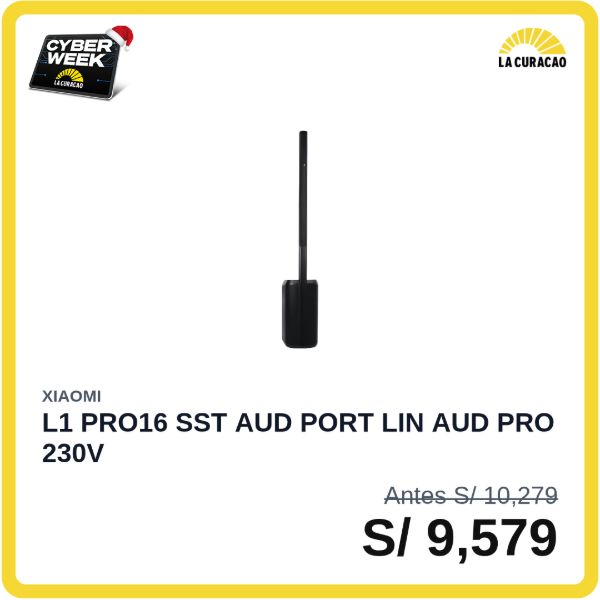 CYBER
WEEK
LA CURACAO
LA CURACAO
XIAOMI
L1 PRO16 SST AUD PORT LIN AUD PRO
230V
Antes S/ 10,279
S/ 9,579